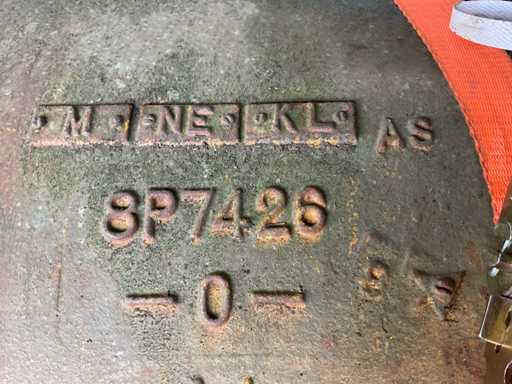 M NE KL AS
8P7426
- 0 -